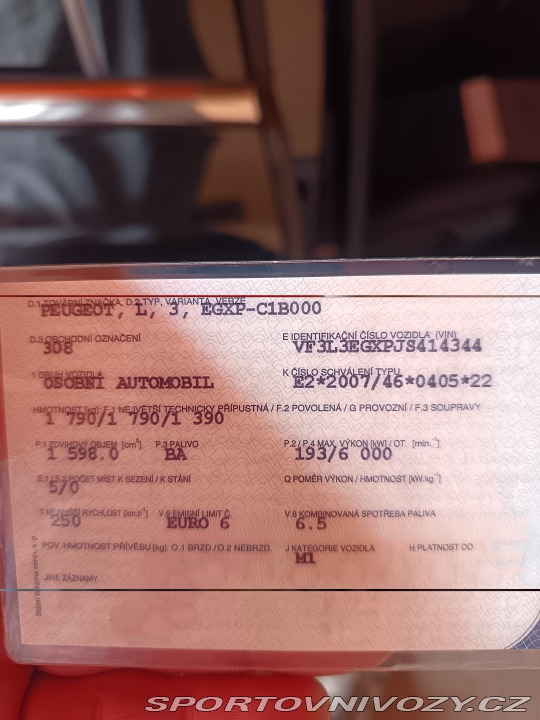 D.1 TOVÁRNÍ ZNAČKA, D.2 TYP, VARIANTA, VERZE
PEUGEOT, L, 3, EGXP-C1B000
D.3 OBCHODNÍ OZNAČENÍ E IDENTIFIKAČNÍ ČÍSLO VOZIDLA (VIN)
308 VF3L3EGXPJS414344
DRUH VOZIDLA K ČÍSLO SCHVÁLENÍ TYPU
OSOBNÍ AUTOMOBIL E2*2007/46*0405*22
HMOTNOST [kg]: F.1 NEJVĚTŠÍ TECHNICKY PŘÍPUSTNÁ / F.2 POVOLENÁ / G PROVOZNÍ / F.3 SOUPRAVY
1 790/1 790/1 390
P.1 ZDVIHOVÝ OBJEM [cm³] P.3 PALIVO P.2 / P.4 MAX. VÝKON [kW] / OT. [min.⁻¹]
1 598.0 BA 193/6 000
S.1 / S.2 POČET MÍST K SEZENÍ / K STÁNÍ Q POMĚR VÝKON / HMOTNOST [kW.kg⁻¹]
5/0
T NEJVYŠŠÍ RYCHLOST [km.h⁻¹] V.9 EMISNÍ LIMIT Č. V.8 KOMBINOVANÁ SPOTŘEBA PALIVA
250 EURO 6 6.5
POV. HMOTNOST PŘÍVĚSU [kg]: O.1 BRZD. / O.2 NEBRZD. J KATEGORIE VOZIDLA H PLATNOST DO
M1
JINÉ ZÁZNAMY
SPORTOVNIVOZY.CZ